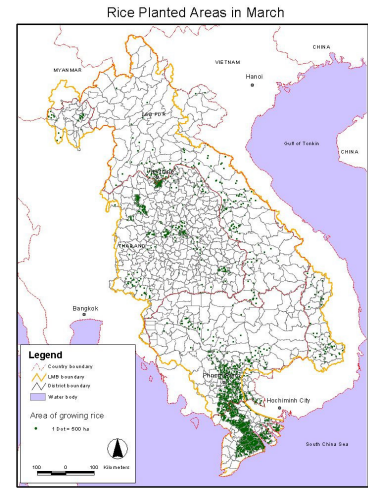 Rice Planted Areas in March
CHINA
MYANMAR
VIETNAM
Hanoi
LAO PDR
Gulf of Tonkin
CHINA
Vientiane
THAILAND
Bangkok
Legend
Country boundary
LMB boundary
District boundary
Water body
Area of growing rice
1 Dot = 500 ha
100 0 100 Kilometers
Hochiminh City
South China Sea